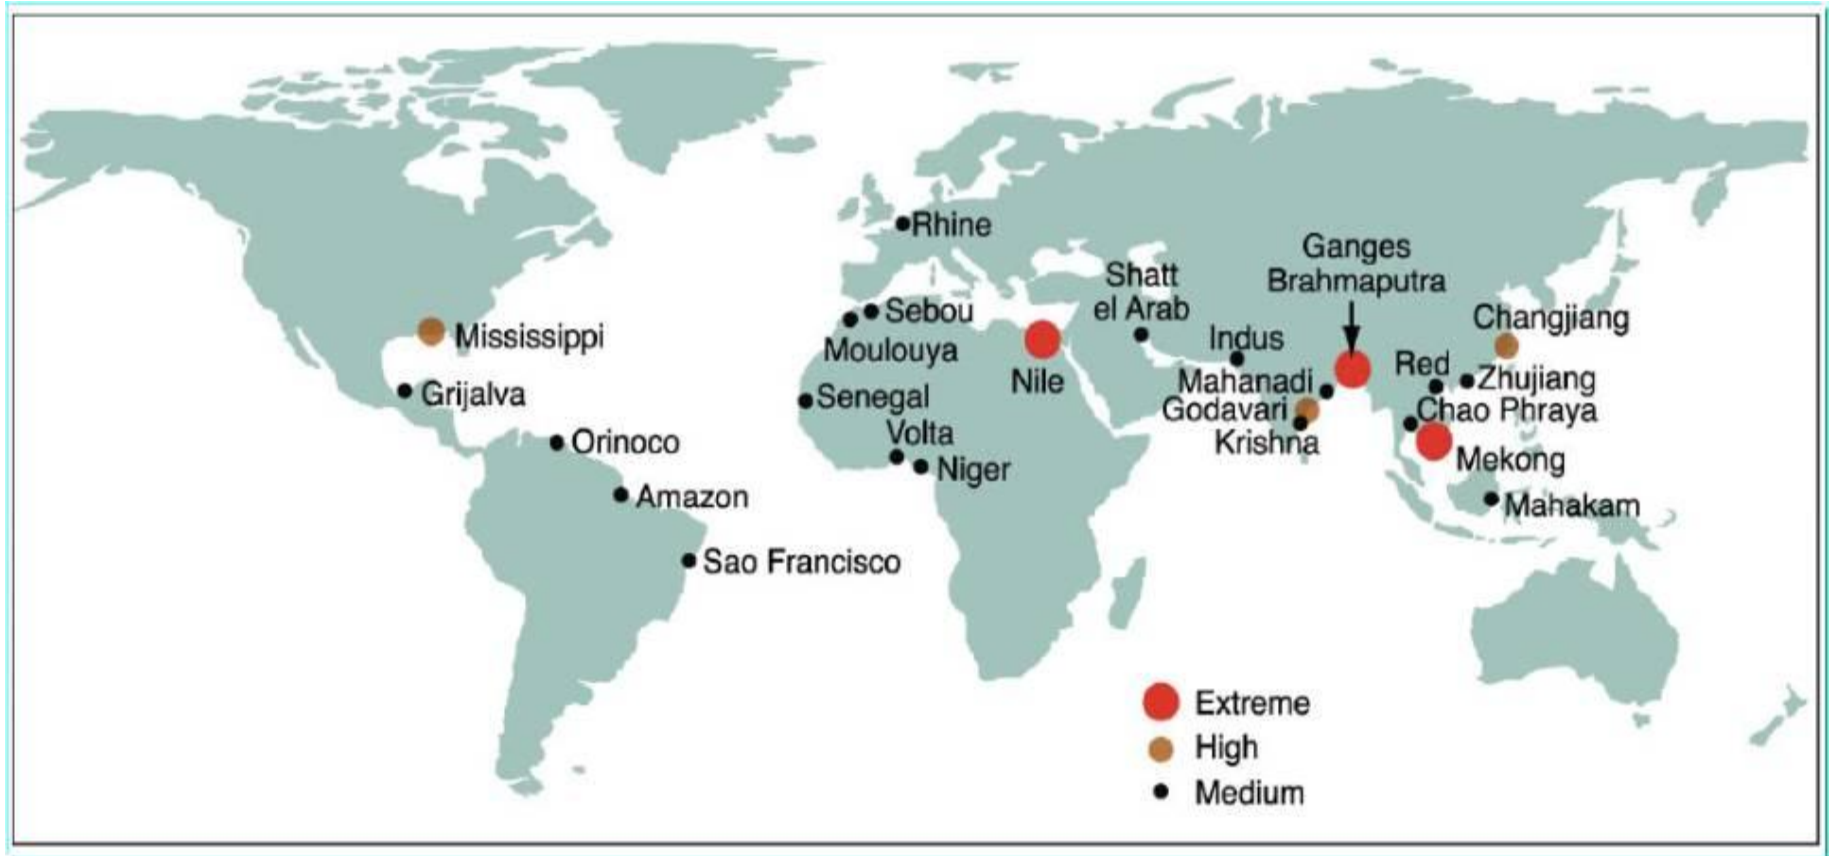 Rhine
Ganges
Brahmaputra
Shatt
el Arab
Sebou
Changjiang
Mississippi
Moulouya
Indus
Red
Nile
Mahanadi
Zhujiang
Grijalva
Senegal
Godavari
Chao Phraya
Volta
Krishna
Orinoco
Mekong
Niger
Amazon
Mahakam
Sao Francisco
Extreme
High
Medium